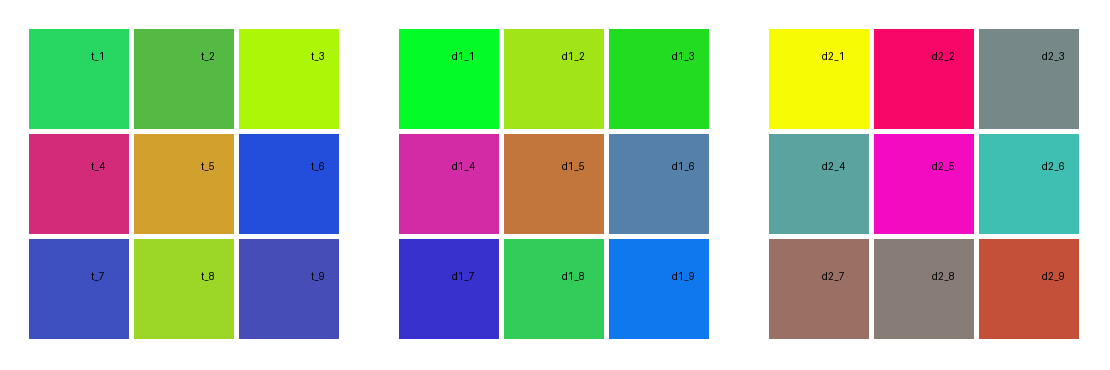 t_1 t_2 t_3 d1_1 d1_2 d1_3 d2_1 d2_2 d2_3
t_4 t_5 t_6 d1_4 d1_5 d1_6 d2_4 d2_5 d2_6
t_7 t_8 t_9 d1_7 d1_8 d1_9 d2_7 d2_8 d2_9